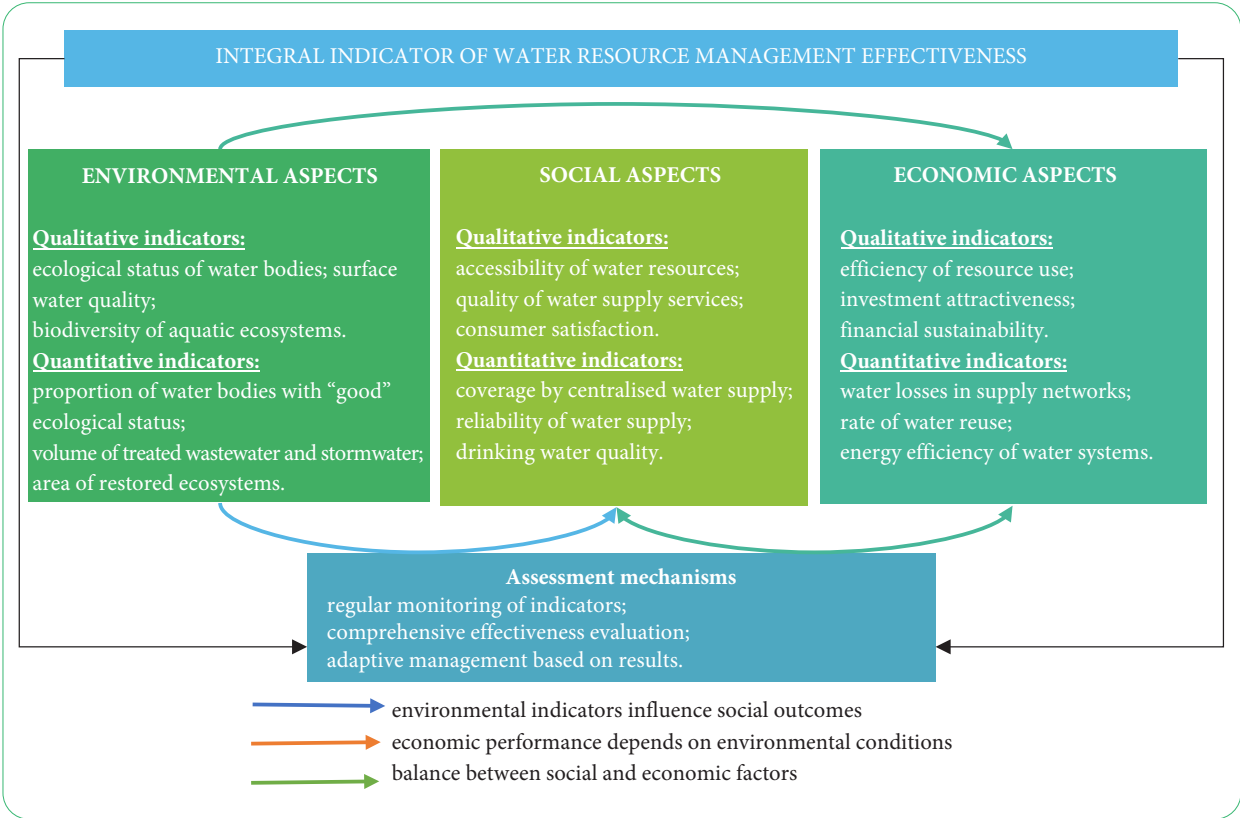 INTEGRAL INDICATOR OF WATER RESOURCE MANAGEMENT EFFECTIVENESS
ENVIRONMENTAL ASPECTS
Qualitative indicators:
ecological status of water bodies; surface
water quality;
biodiversity of aquatic ecosystems.
Quantitative indicators:
proportion of water bodies with “good”
ecological status;
volume of treated wastewater and stormwater;
area of restored ecosystems.
SOCIAL ASPECTS
Qualitative indicators:
accessibility of water resources;
quality of water supply services;
consumer satisfaction.
Quantitative indicators:
coverage by centralised water supply;
reliability of water supply;
drinking water quality.
ECONOMIC ASPECTS
Qualitative indicators:
efficiency of resource use;
investment attractiveness;
financial sustainability.
Quantitative indicators:
water losses in supply networks;
rate of water reuse;
energy efficiency of water systems.
Assessment mechanisms
regular monitoring of indicators;
comprehensive effectiveness evaluation;
adaptive management based on results.
environmental indicators influence social outcomes
economic performance depends on environmental conditions
balance between social and economic factors